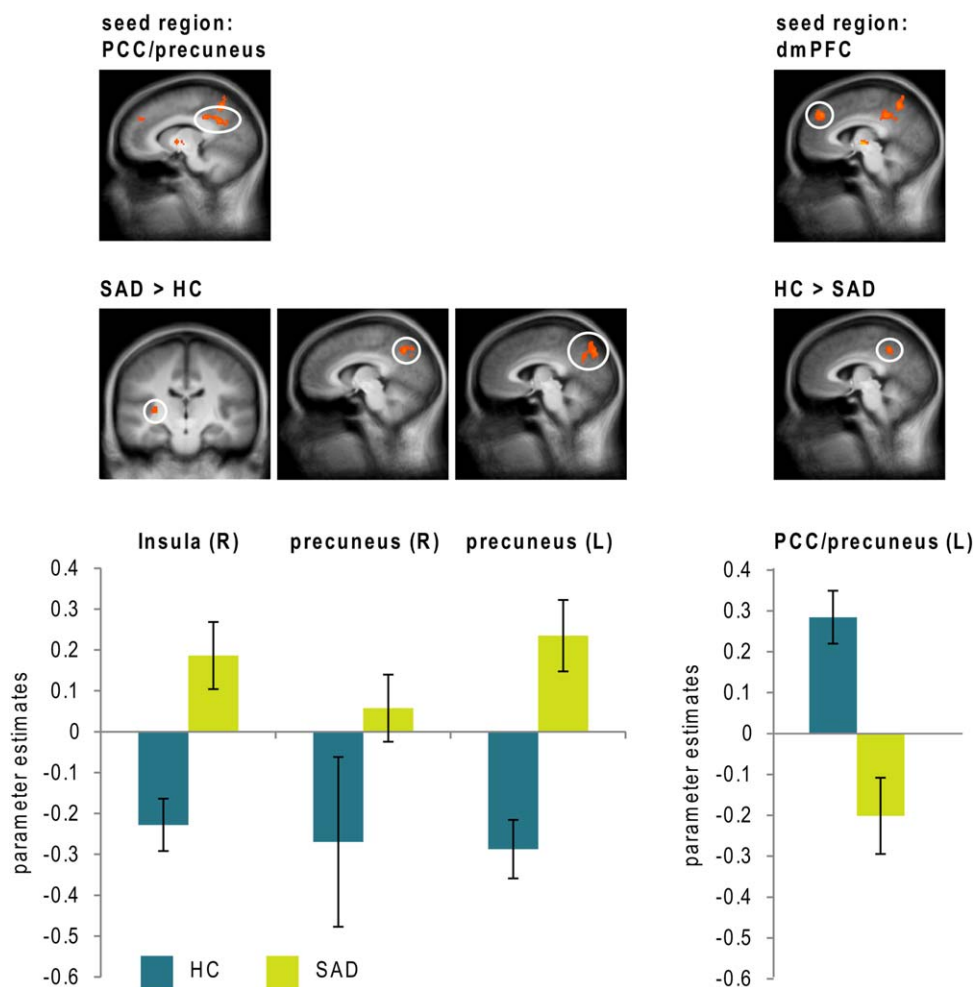 seed region:
PCC/precuneus
seed region:
dmPFC
SAD > HC
HC > SAD
Insula (R)
precuneus (R)
precuneus (L)
PCC/precuneus (L)
parameter estimates
0.4
0.3
0.2
0.1
0
-0.1
-0.2
-0.3
-0.4
-0.5
-0.6
HC
SAD
parameter estimates
0.4
0.3
0.2
0.1
0
-0.1
-0.2
-0.3
-0.4
-0.5
-0.6